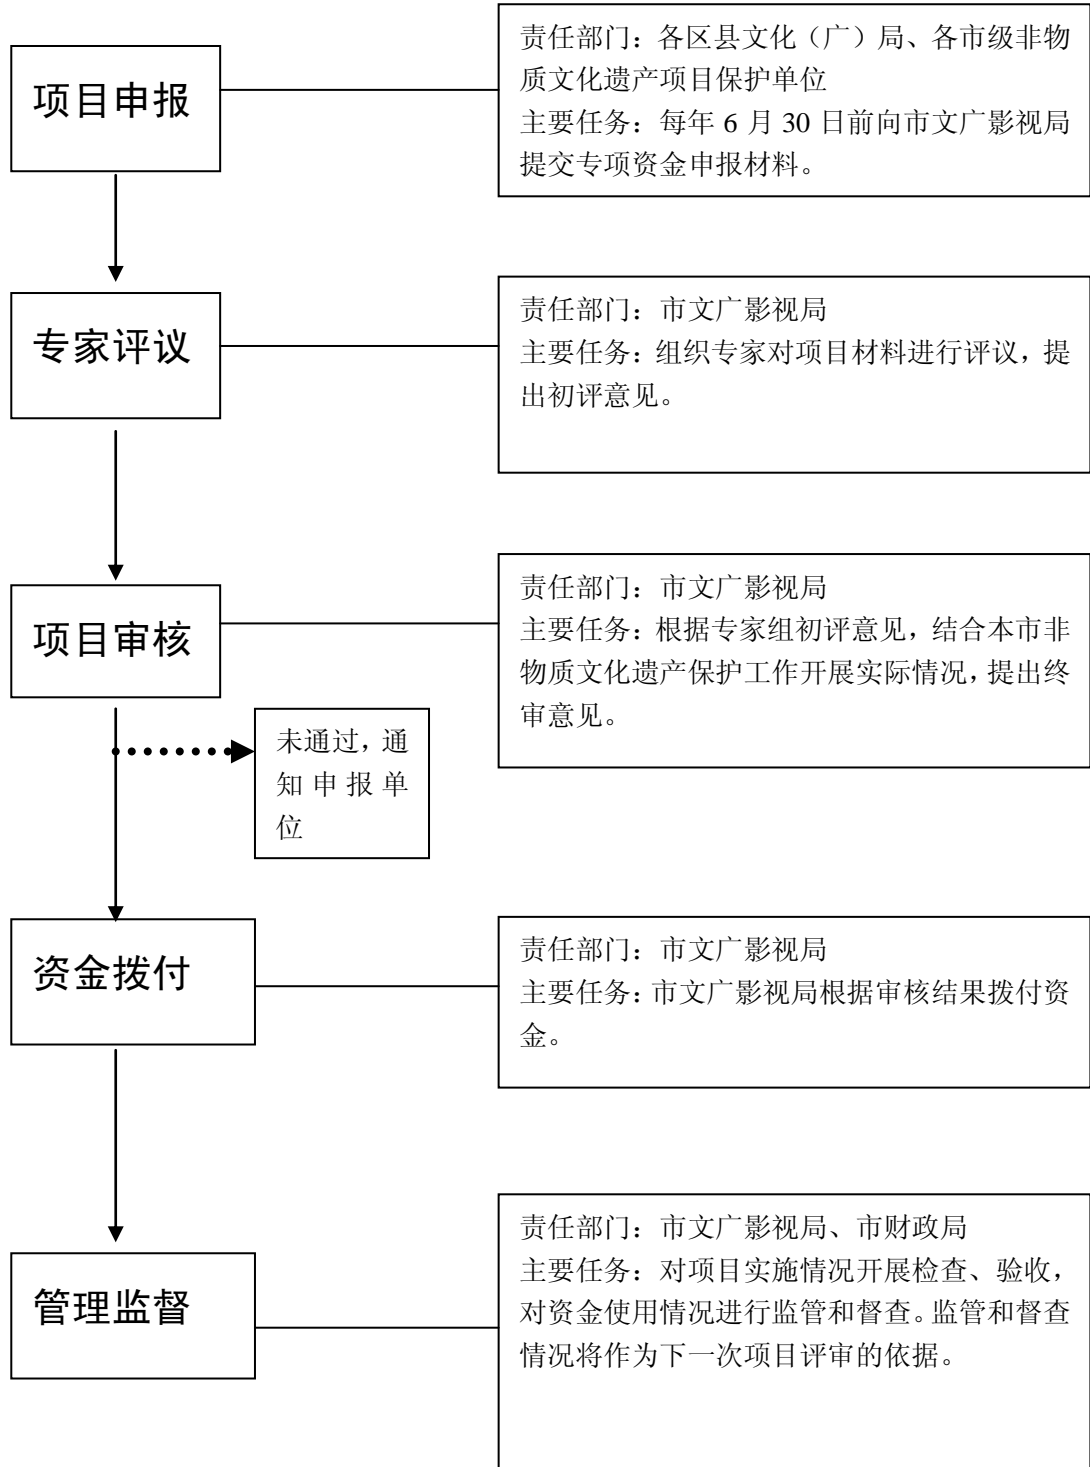 项目申报
责任部门：各区县文化（广）局、各市级非物
质文化遗产项目保护单位
主要任务：每年 6 月 30 日前向市文广影视局
提交专项资金申报材料。
专家评议
责任部门：市文广影视局
主要任务：组织专家对项目材料进行评议，提
出初评意见。
项目审核
责任部门：市文广影视局
主要任务：根据专家组初评意见，结合本市非
物质文化遗产保护工作开展实际情况，提出终
审意见。
未通过，通
知申报单
位
资金拨付
责任部门：市文广影视局
主要任务：市文广影视局根据审核结果拨付资
金。
管理监督
责任部门：市文广影视局、市财政局
主要任务：对项目实施情况开展检查、验收，
对资金使用情况进行监管和督查。监管和督查
情况将作为下一次项目评审的依据。